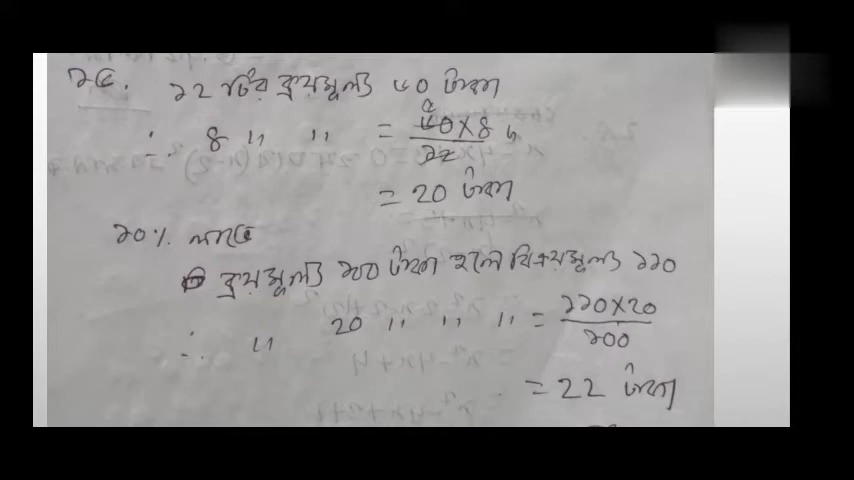 ১৫. ১২ টির ক্রয়মূল্য ৬০ টাকা
৫
∴ ৪ " " = ৬০×৪ "
১২
= ২০ টাকা
১০% লাভে
ক্রয়মূল্য ১০০ টাকা হলে বিক্রয়মূল্য ১১০
∴ " ২০ " " " = ১১০×২০
১০০
= ২২ টাকা